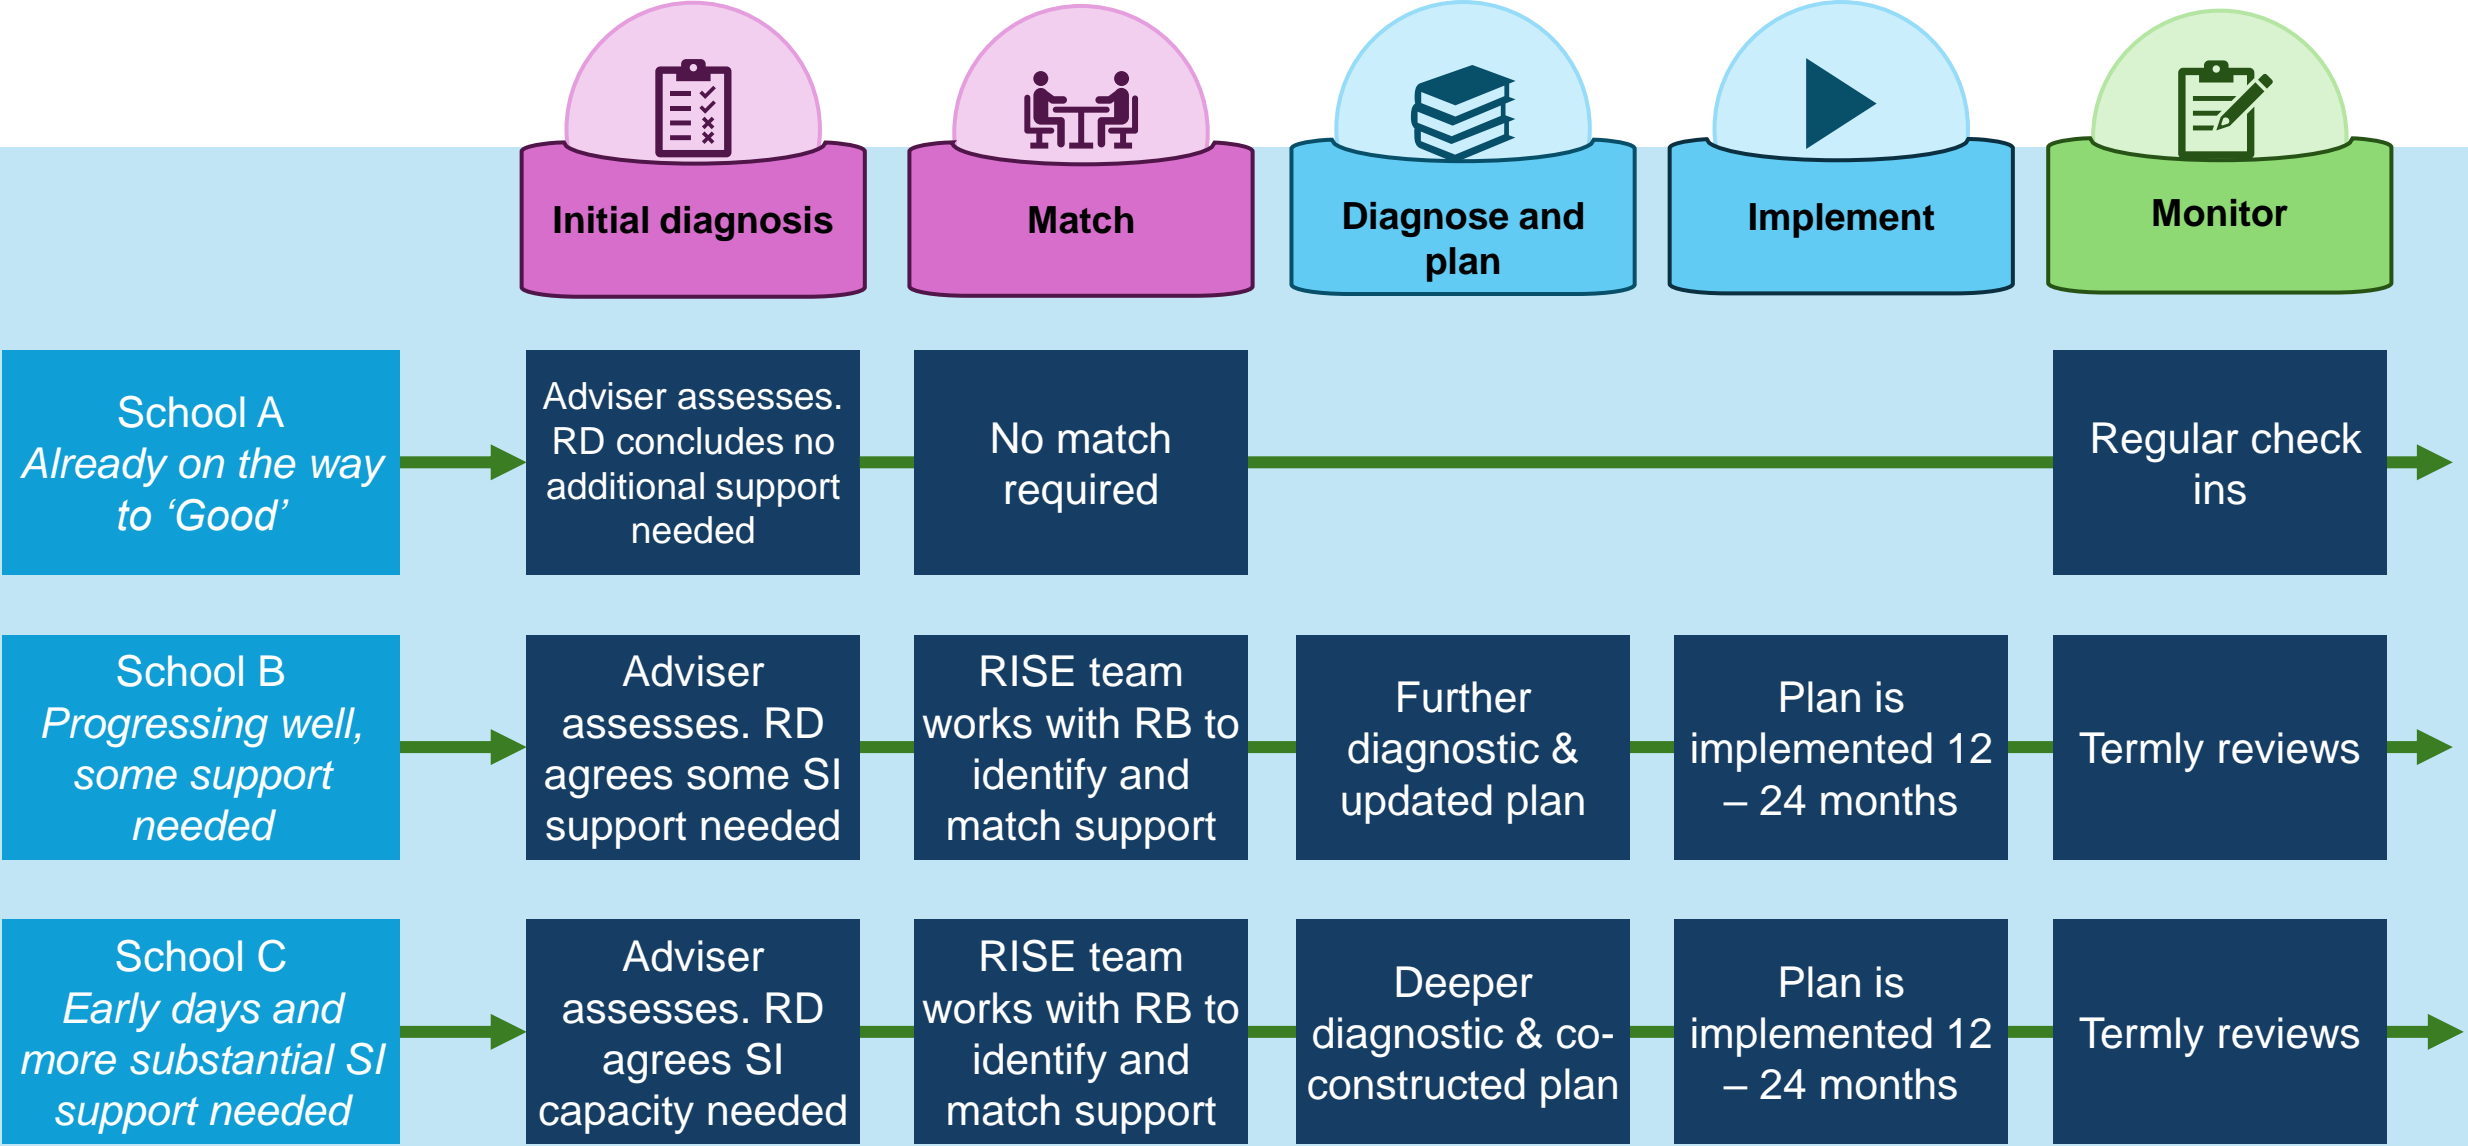 Initial diagnosis
Match
Diagnose and
plan
Implement
Monitor
School A
Already on the way
to ‘Good’
Adviser assesses.
RD concludes no
additional support
needed
No match
required
Regular check
ins
School B
Progressing well,
some support
needed
Adviser
assesses. RD
agrees some SI
support needed
RISE team
works with RB to
identify and
match support
Further
diagnostic &
updated plan
Plan is
implemented 12
– 24 months
Termly reviews
School C
Early days and
more substantial SI
support needed
Adviser
assesses. RD
agrees SI
capacity needed
RISE team
works with RB to
identify and
match support
Deeper
diagnostic & co-
constructed plan
Plan is
implemented 12
– 24 months
Termly reviews